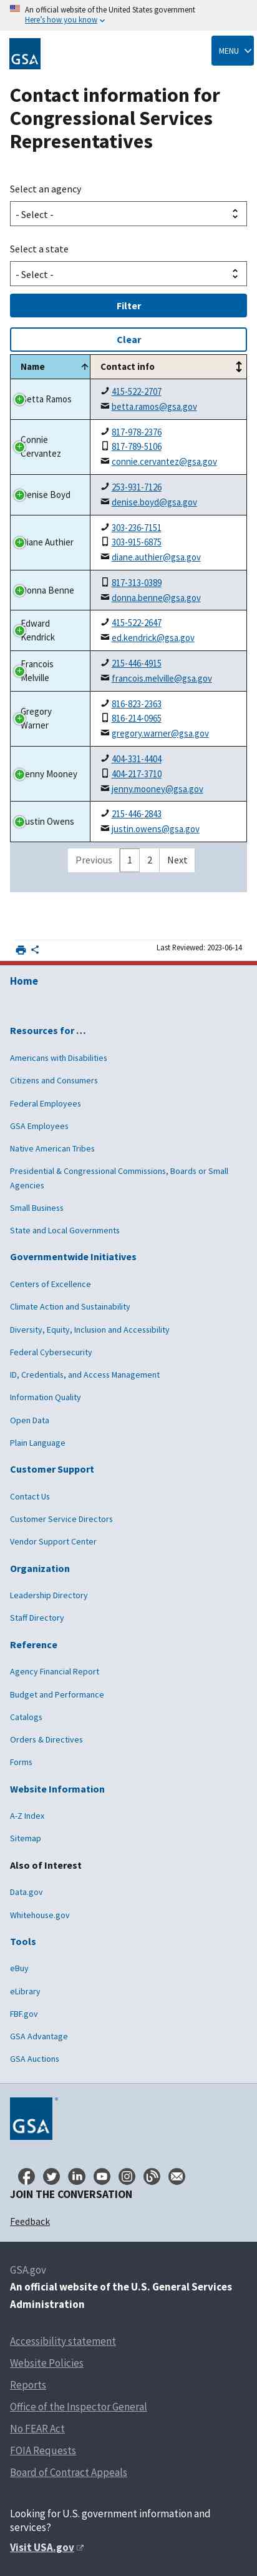 An official website of the United States government
Here's how you know
GSA
MENU
Contact information for
Congressional Services
Representatives
Select an agency
- Select -
Select a state
- Select -
Filter
Clear
Name
Contact info
Betta Ramos
415-522-2707
betta.ramos@gsa.gov
Connie
Cervantez
817-978-2376
817-789-5106
connie.cervantez@gsa.gov
Denise Boyd
253-931-7126
denise.boyd@gsa.gov
Diane Authier
303-236-7151
303-915-6875
diane.authier@gsa.gov
Donna Benne
817-313-0389
donna.benne@gsa.gov
Edward
Kendrick
415-522-2647
ed.kendrick@gsa.gov
Francois
Melville
215-446-4915
francois.melville@gsa.gov
Gregory
Warner
816-823-2363
816-214-0965
gregory.warner@gsa.gov
Jenny Mooney
404-331-4404
404-217-3710
jenny.mooney@gsa.gov
Justin Owens
215-446-2843
justin.owens@gsa.gov
Previous 1 2 Next
Last Reviewed: 2023-06-14
Home
Resources for …
Americans with Disabilities
Citizens and Consumers
Federal Employees
GSA Employees
Native American Tribes
Presidential & Congressional Commissions, Boards or Small
Agencies
Small Business
State and Local Governments
Governmentwide Initiatives
Centers of Excellence
Climate Action and Sustainability
Diversity, Equity, Inclusion and Accessibility
Federal Cybersecurity
ID, Credentials, and Access Management
Information Quality
Open Data
Plain Language
Customer Support
Contact Us
Customer Service Directors
Vendor Support Center
Organization
Leadership Directory
Staff Directory
Reference
Agency Financial Report
Budget and Performance
Catalogs
Orders & Directives
Forms
Website Information
A-Z Index
Sitemap
Also of Interest
Data.gov
Whitehouse.gov
Tools
eBuy
eLibrary
FBF.gov
GSA Advantage
GSA Auctions
GSA
JOIN THE CONVERSATION
Feedback
GSA.gov
An official website of the U.S. General Services
Administration
Accessibility statement
Website Policies
Reports
Office of the Inspector General
No FEAR Act
FOIA Requests
Board of Contract Appeals
Looking for U.S. government information and
services?
Visit USA.gov